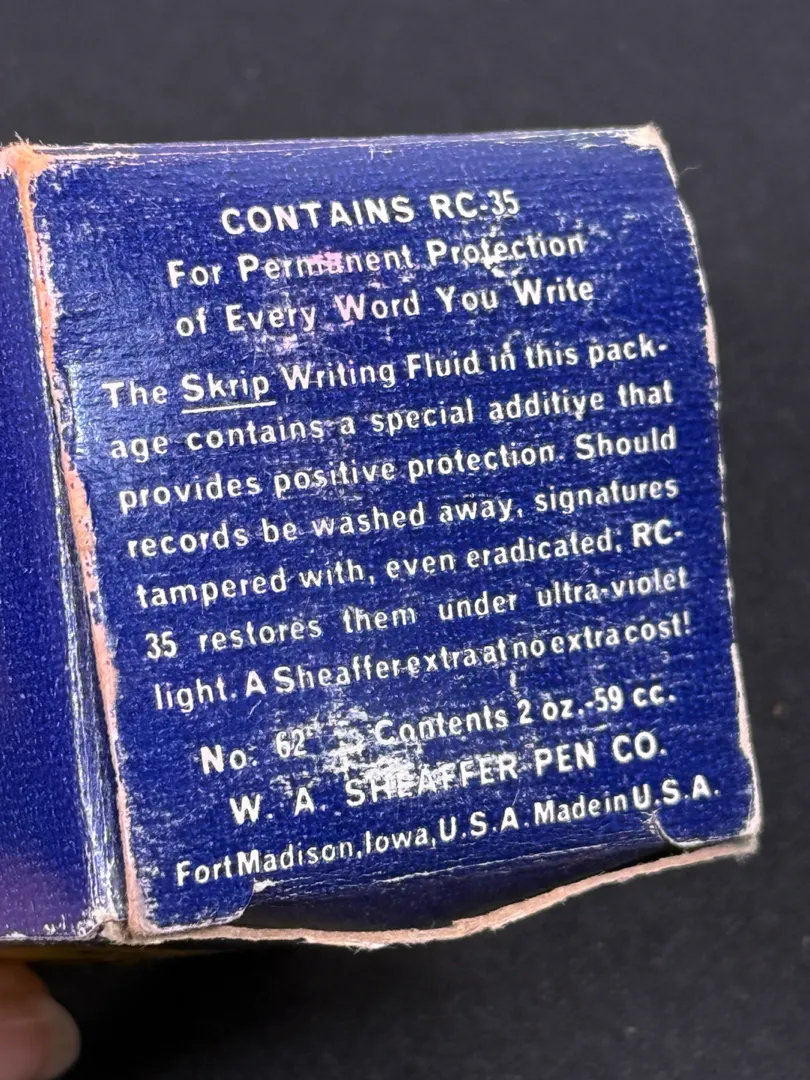 CONTAINS RC-35
For Permanent Protection
of Every Word You Write
The Skrip Writing Fluid in this pack-
age contains a special additive that
provides positive protection. Should
records be washed away, signatures
tampered with, even eradicated; RC-
35 restores them under ultra-violet
light. A Sheaffer extra at no extra cost!
No. 62 Contents 2 oz.-59 cc.
W. A. SHEAFFER PEN CO.
Fort Madison, Iowa, U.S.A. Made in U.S.A.